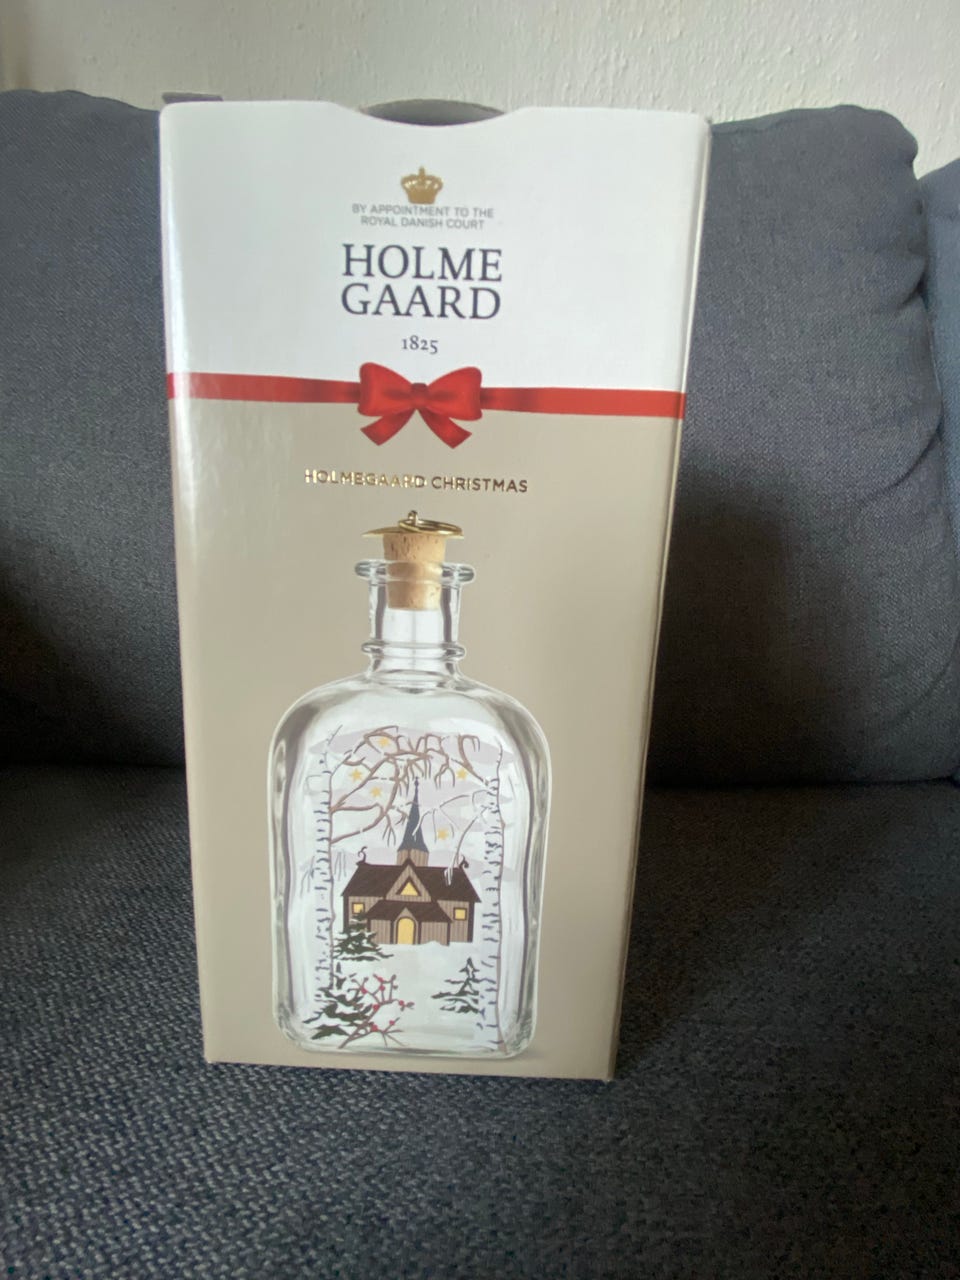 BY APPOINTMENT TO THE
ROYAL DANISH COURT
HOLME
GAARD
1825
HOLMEGAARD CHRISTMAS